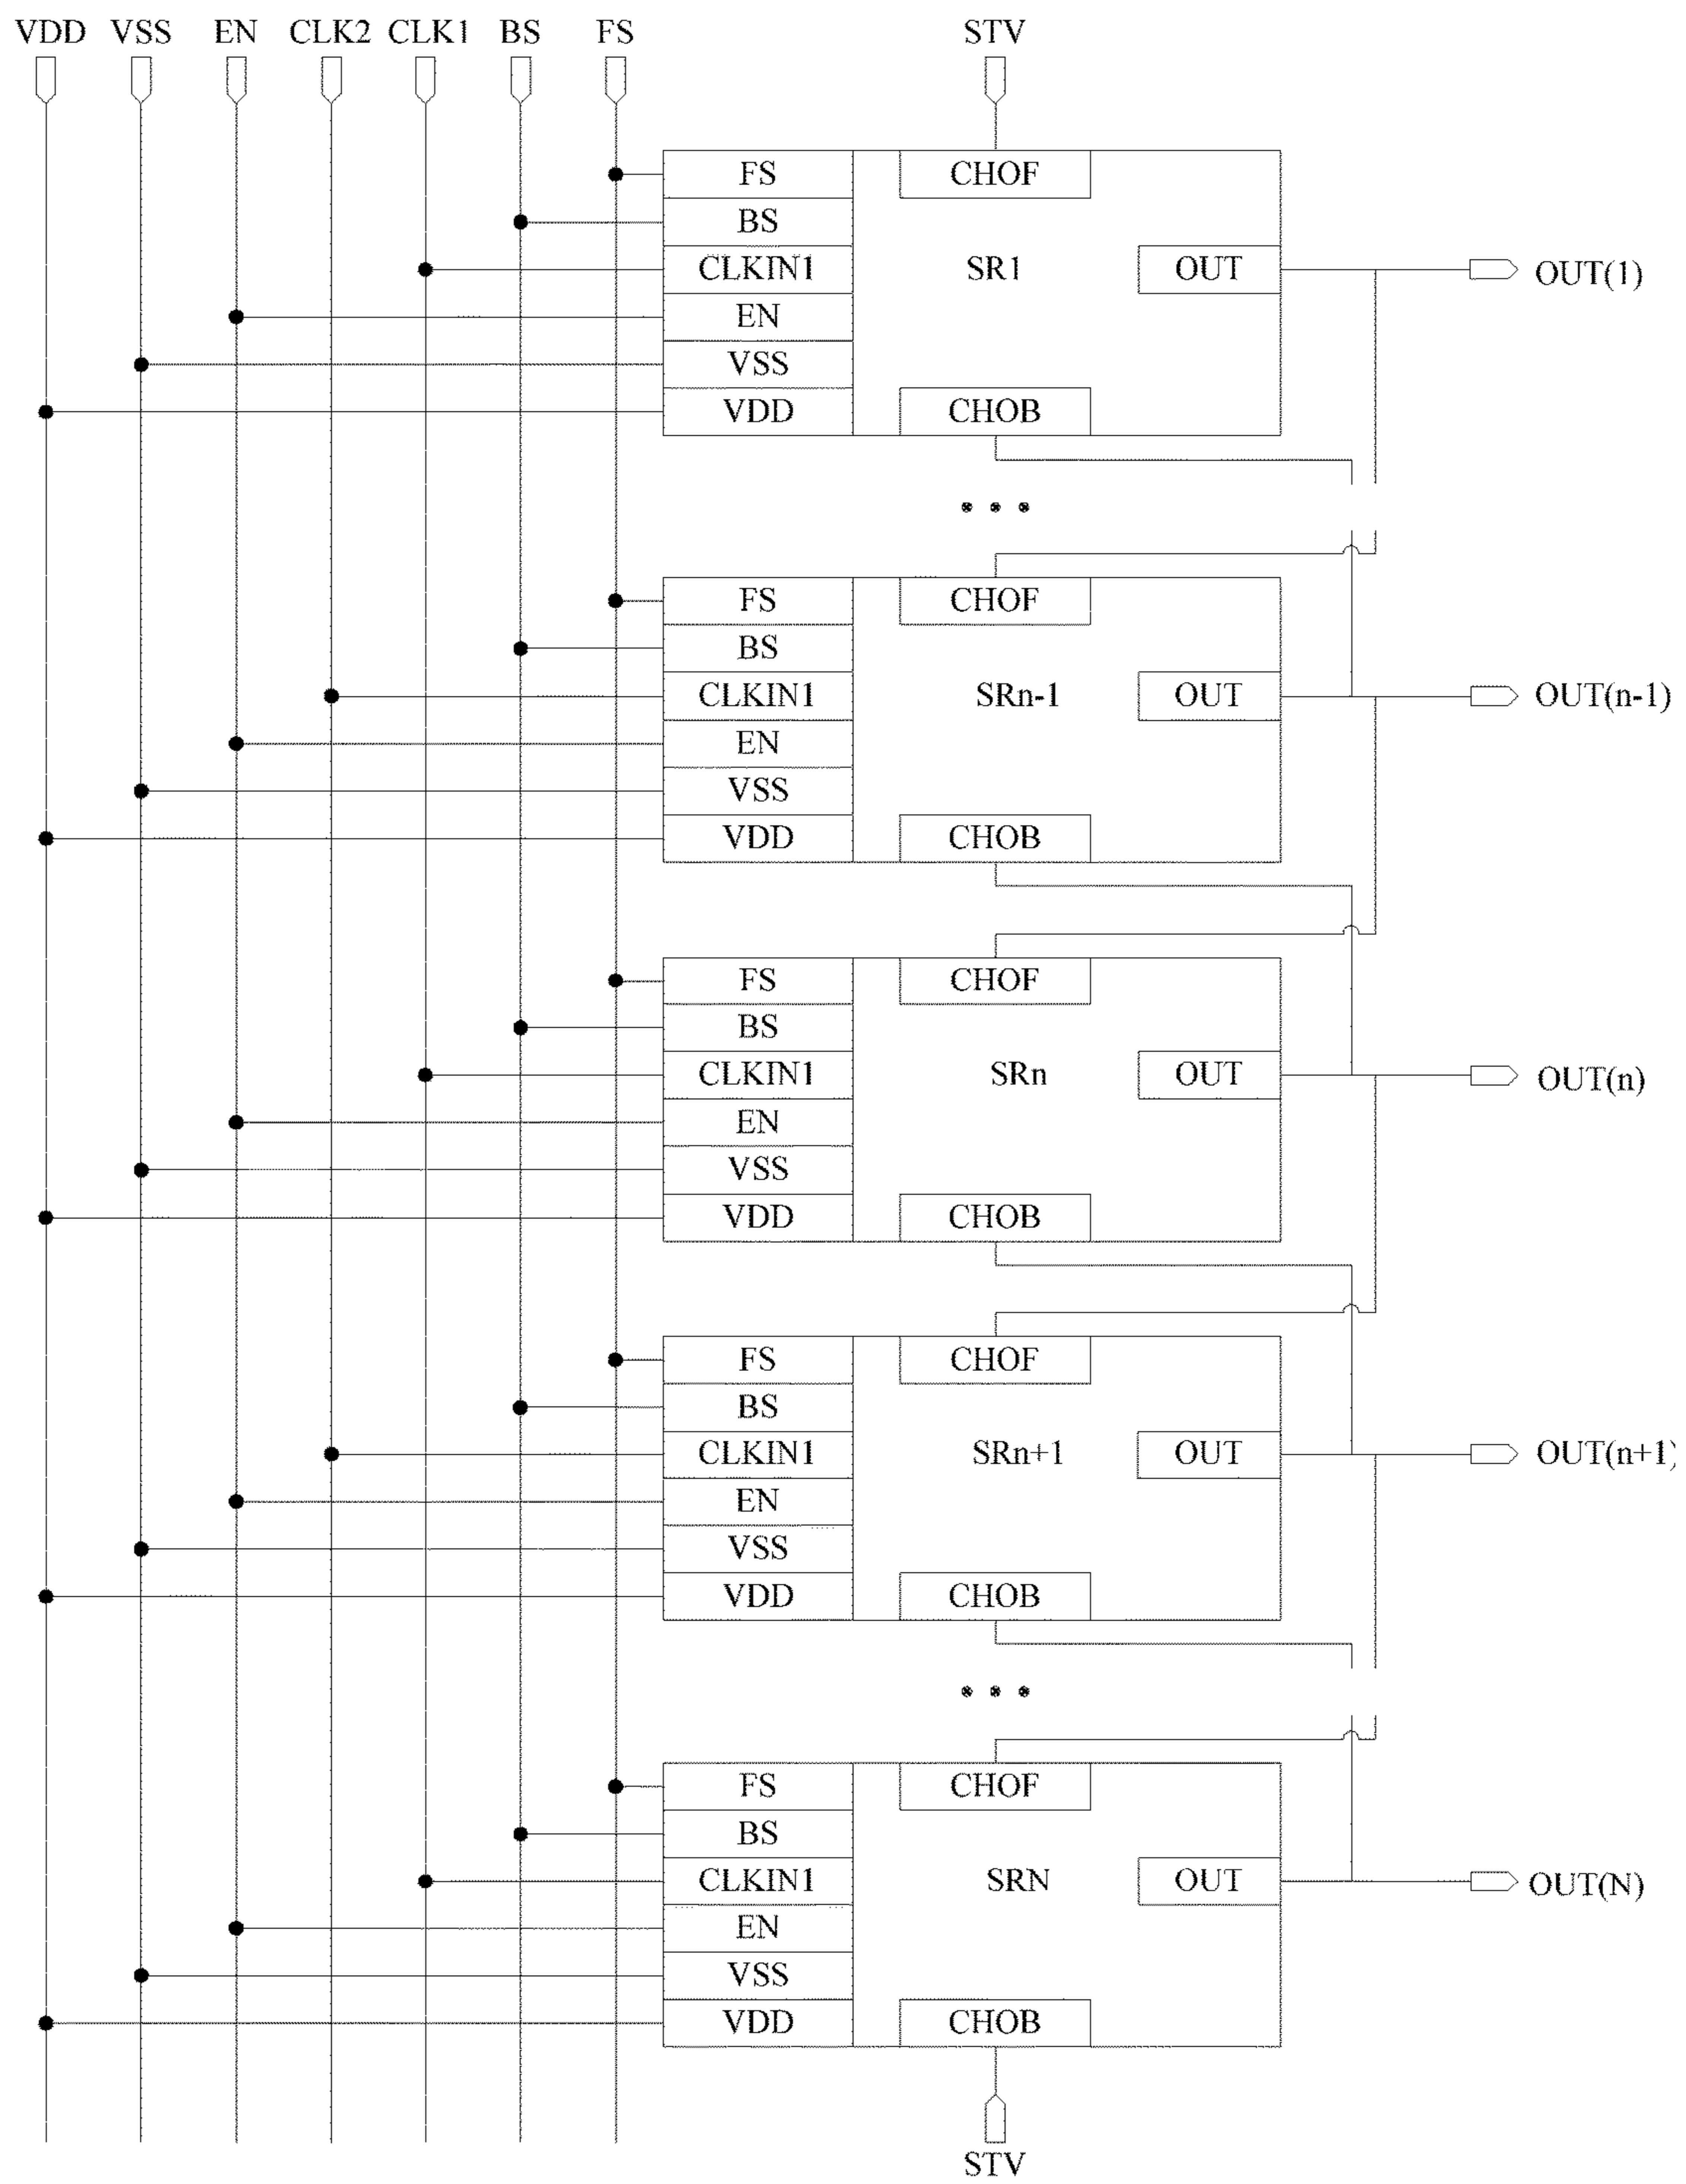 VDD VSS EN CLK2 CLK1 BS FS STV
FS CHOF
BS
CLKIN1 SR1 OUT OUT(1)
EN
VSS
VDD CHOB
FS CHOF
BS
CLKIN1 SRn-1 OUT OUT(n-1)
EN
VSS
VDD CHOB
FS CHOF
BS
CLKIN1 SRn OUT OUT(n)
EN
VSS
VDD CHOB
FS CHOF
BS
CLKIN1 SRn+1 OUT OUT(n+1)
EN
VSS
VDD CHOB
FS CHOF
BS
CLKIN1 SRN OUT OUT(N)
EN
VSS
VDD CHOB
STV